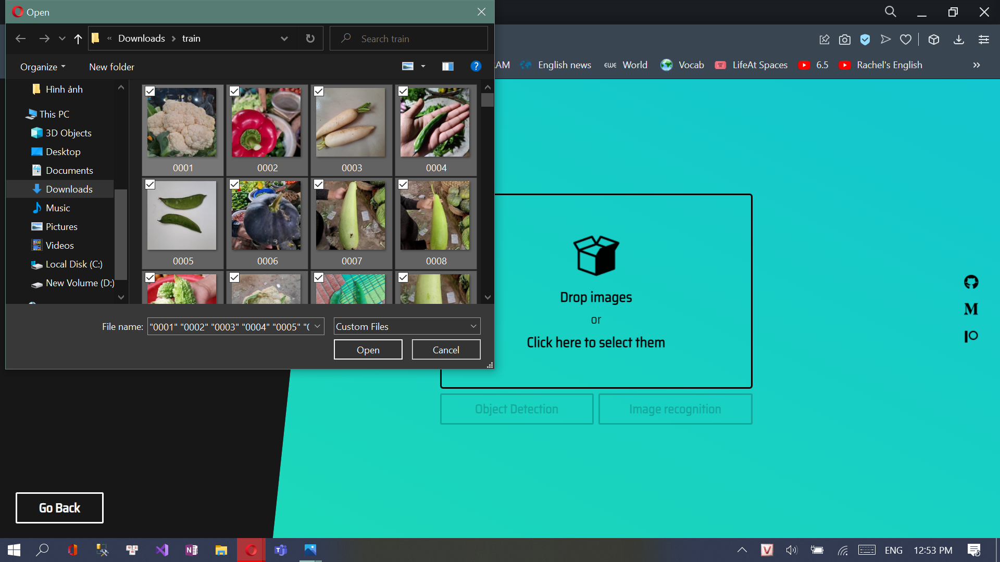 Open
« Downloads > train
Search train
AM
English news
EWE World
Vocab
LifeAt Spaces
6.5
Rachel's English
»
Organize
New folder
Hình ảnh
This PC
3D Objects
Desktop
Documents
Downloads
Music
Pictures
Videos
Local Disk (C:)
New Volume (D:)
0001
0002
0003
0004
0005
0006
0007
0008
File name:
"0001" "0002" "0003" "0004" "0005" "0
Custom Files
Open
Cancel
Drop images
or
Click here to select them
Object Detection
Image recognition
M
Go Back
ENG
12:53 PM